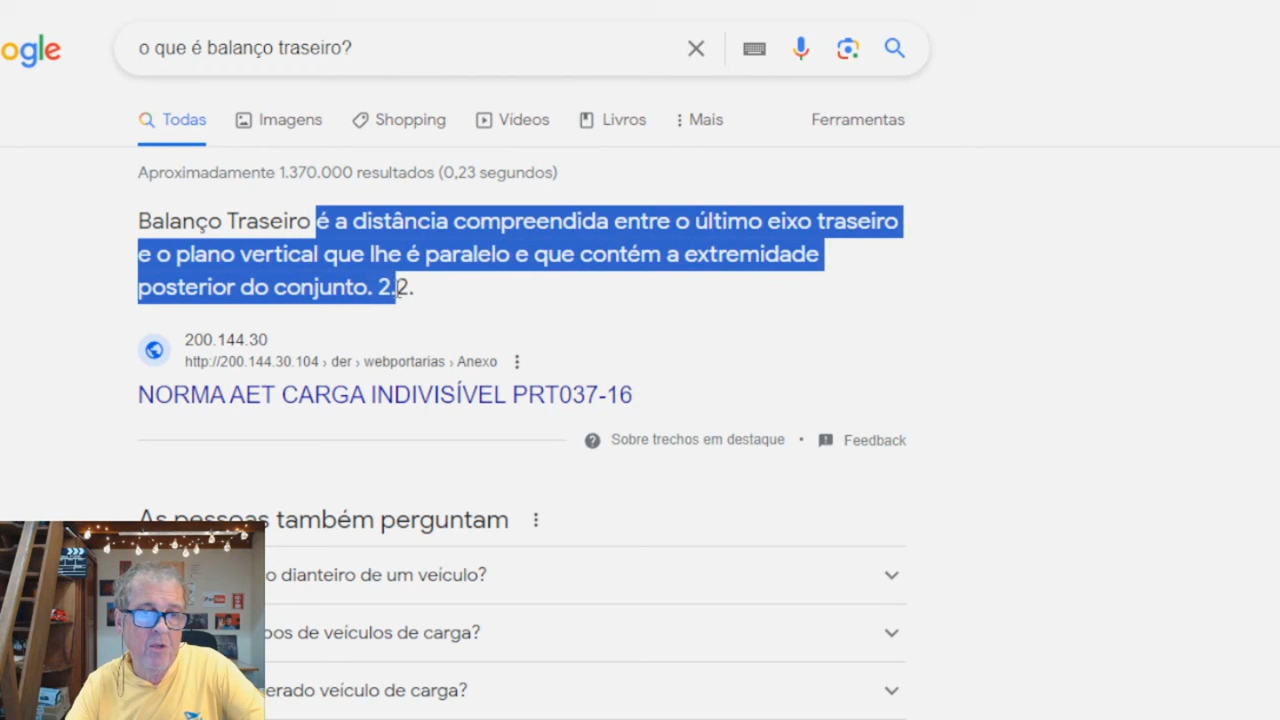 ogle
o que é balanço traseiro?
Todas Imagens Shopping Vídeos Livros Mais Ferramentas
Aproximadamente 1.370.000 resultados (0,23 segundos)
Balanço Traseiro é a distância compreendida entre o último eixo traseiro
e o plano vertical que lhe é paralelo e que contém a extremidade
posterior do conjunto. 2.2.
200.144.30
http://200.144.30.104 › der › webportarias › Anexo
NORMA AET CARGA INDIVISÍVEL PRT037-16
Sobre trechos em destaque • Feedback
As pessoas também perguntam
o dianteiro de um veículo?
pos de veículos de carga?
erado veículo de carga?